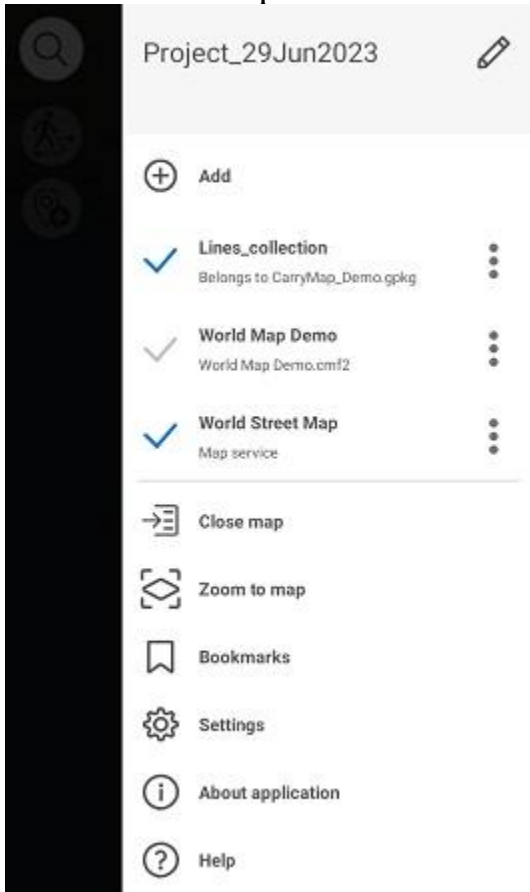 Project_29Jun2023
Add
Lines_collection
Belongs to CarryMap_Demo.gpkg
World Map Demo
World Map Demo.cmf2
World Street Map
Map service
Close map
Zoom to map
Bookmarks
Settings
About application
Help